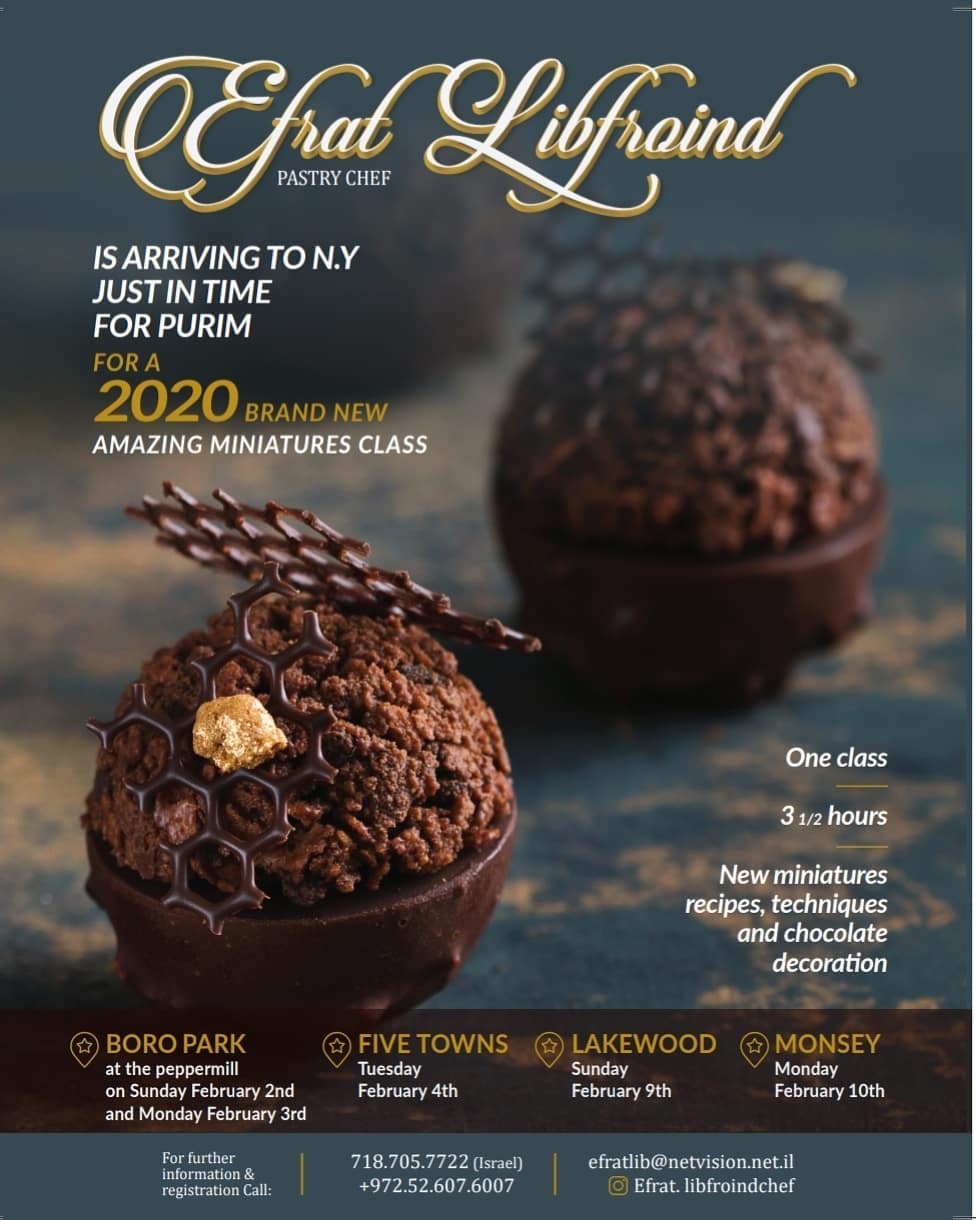 Efrat Libfroind
PASTRY CHEF
IS ARRIVING TO N.Y
JUST IN TIME
FOR PURIM
FOR A
2020 BRAND NEW
AMAZING MINIATURES CLASS
One class
3 1/2 hours
New miniatures
recipes, techniques
and chocolate
decoration
BORO PARK
at the peppermill
on Sunday February 2nd
and Monday February 3rd
FIVE TOWNS
Tuesday
February 4th
LAKEWOOD
Sunday
February 9th
MONSEY
Monday
February 10th
For further
information &
registration Call:
718.705.7722 (Israel)
+972.52.607.6007
efratlib@netvision.net.il
Efrat. libfroindchef